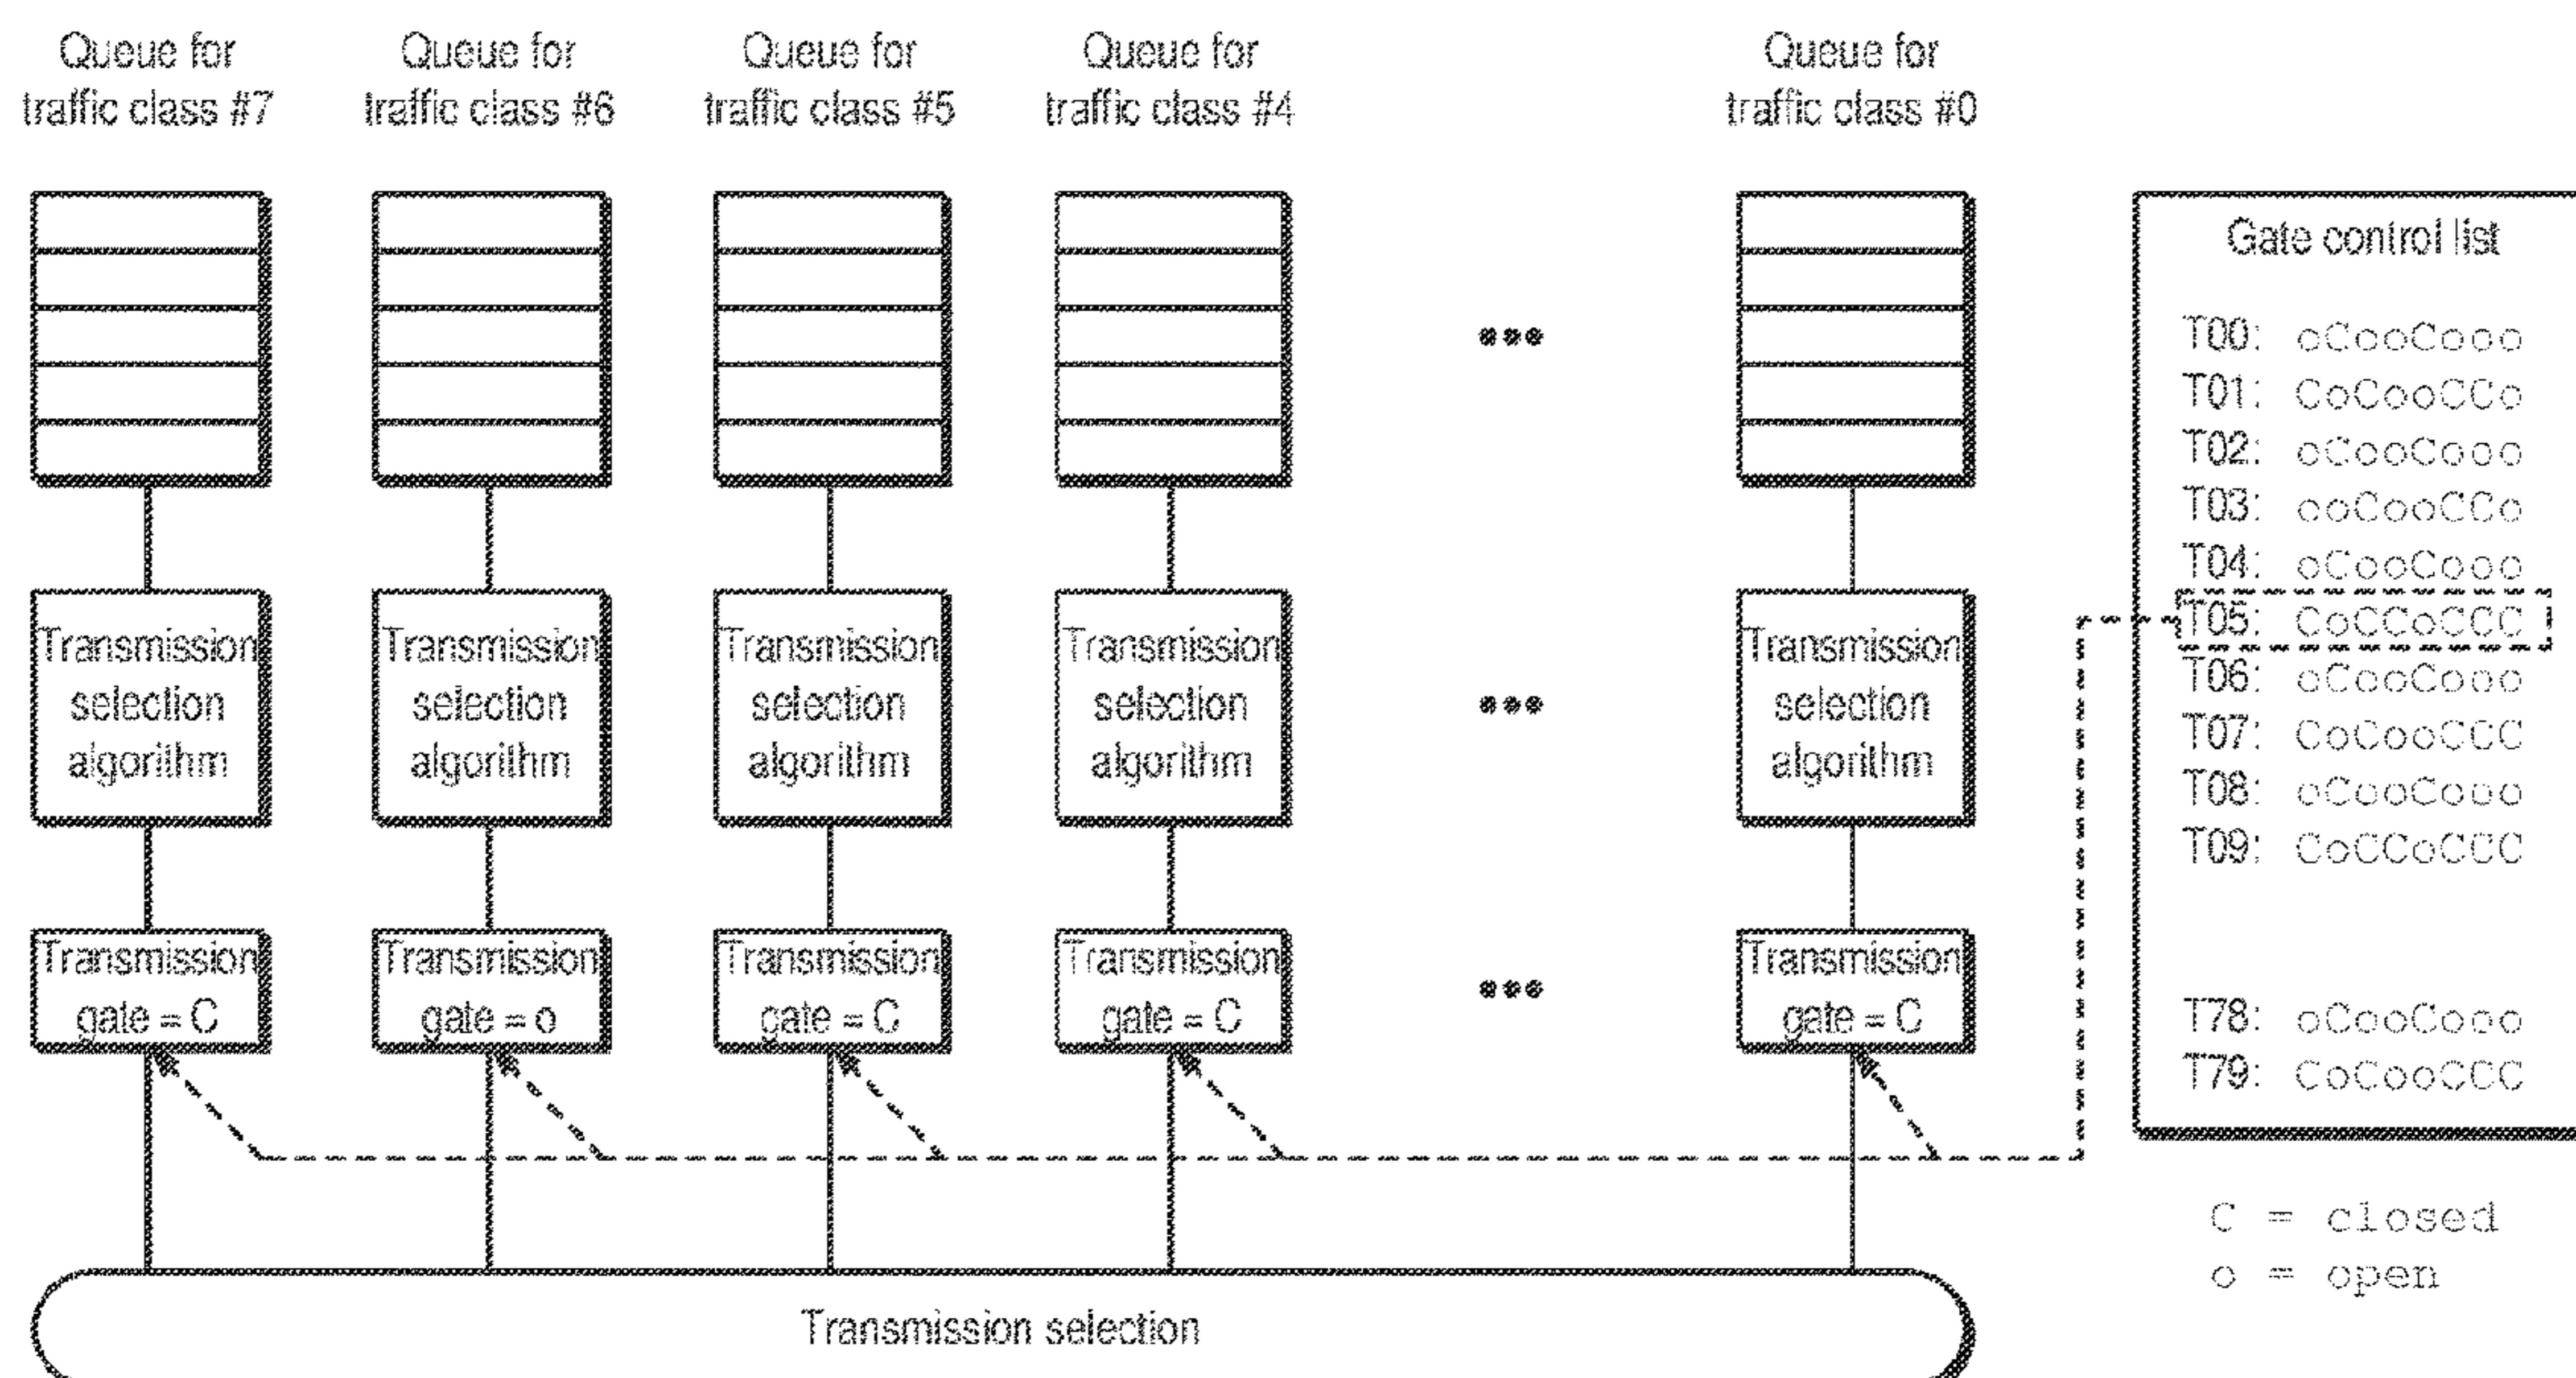 Queue for
traffic class #7
Queue for
traffic class #6
Queue for
traffic class #5
Queue for
traffic class #4
Queue for
traffic class #0
Transmission
selection
algorithm
Transmission
selection
algorithm
Transmission
selection
algorithm
Transmission
selection
algorithm
Transmission
selection
algorithm
Transmission
gate = C
Transmission
gate = o
Transmission
gate = C
Transmission
gate = C
Transmission
gate = C
Transmission selection
Gate control list
T00: oCooCooo
T01: CoCooCCo
T02: oCooCooo
T03: ooCooCCo
T04: oCooCooo
T05: CoCCoCCC
T06: oCooCooo
T07: CoCooCCC
T08: oCooCooo
T09: CoCCoCCC
T78: oCooCooo
T79: CoCooCCC
C = closed
o = open